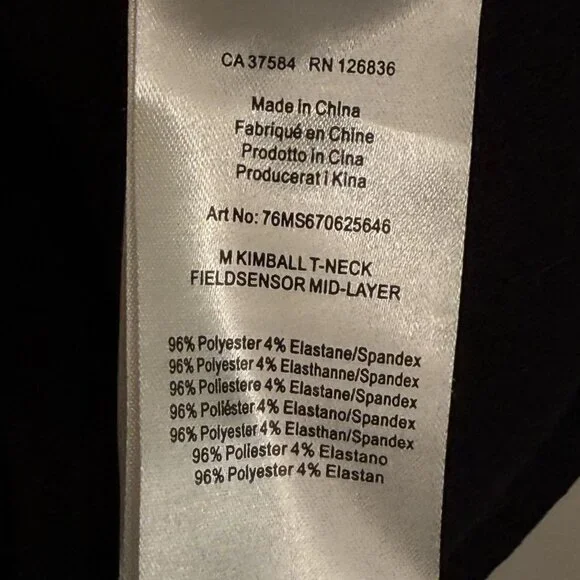 CA 37584 RN 126836
Made in China
Fabriqué en Chine
Prodotto in Cina
Producerat i Kina
Art No: 76MS670625646
M KIMBALL T-NECK
FIELDSENSOR MID-LAYER
96% Polyester 4% Elastane/Spandex
96% Polyester 4% Elasthanne/Spandex
96% Poliestere 4% Elastane/Spandex
96% Poliéster 4% Elastano/Spandex
96% Polyester 4% Elasthan/Spandex
96% Poliester 4% Elastano
96% Polyester 4% Elastan